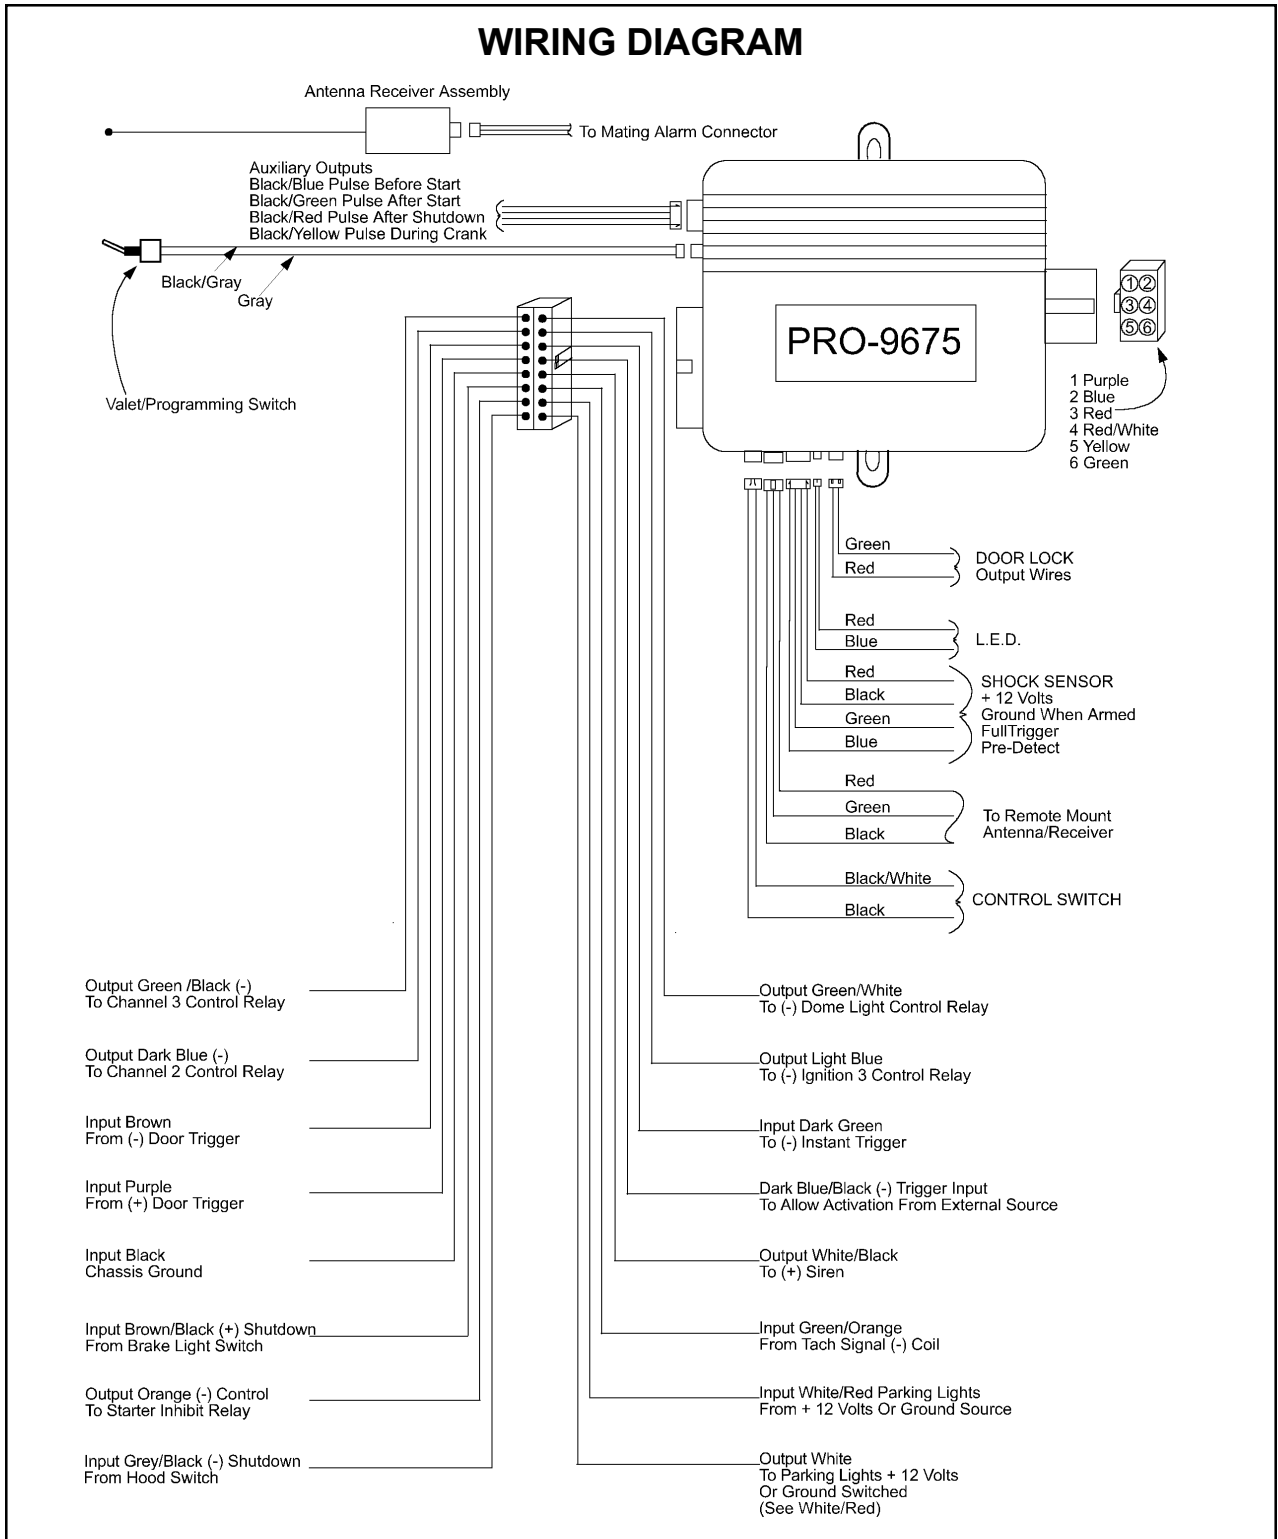 WIRING DIAGRAM
Antenna Receiver Assembly
To Mating Alarm Connector
Auxiliary Outputs
Black/Blue Pulse Before Start
Black/Green Pulse After Start
Black/Red Pulse After Shutdown
Black/Yellow Pulse During Crank
Black/Gray
Gray
Valet/Programming Switch
PRO-9675
1 2
3 4
5 6
1 Purple
2 Blue
3 Red
4 Red/White
5 Yellow
6 Green
Green
Red
DOOR LOCK
Output Wires
Red
Blue
L.E.D.
Red
Black
Green
Blue
SHOCK SENSOR
+ 12 Volts
Ground When Armed
FullTrigger
Pre-Detect
Red
Green
Black
To Remote Mount
Antenna/Receiver
Black/White
Black
CONTROL SWITCH
Output Green /Black (-)
To Channel 3 Control Relay
Output Dark Blue (-)
To Channel 2 Control Relay
Input Brown
From (-) Door Trigger
Input Purple
From (+) Door Trigger
Input Black
Chassis Ground
Input Brown/Black (+) Shutdown
From Brake Light Switch
Output Orange (-) Control
To Starter Inhibit Relay
Input Grey/Black (-) Shutdown
From Hood Switch
Output Green/White
To (-) Dome Light Control Relay
Output Light Blue
To (-) Ignition 3 Control Relay
Input Dark Green
To (-) Instant Trigger
Dark Blue/Black (-) Trigger Input
To Allow Activation From External Source
Output White/Black
To (+) Siren
Input Green/Orange
From Tach Signal (-) Coil
Input White/Red Parking Lights
From + 12 Volts Or Ground Source
Output White
To Parking Lights + 12 Volts
Or Ground Switched
(See White/Red)